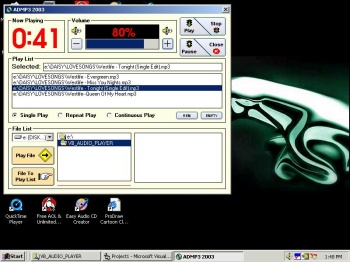 ADMP3 2003
Now Playing
0:41
Volume
80%
Play
Stop
Pause
Close
Play List
Selected: e:\DAISY\LOVESONGS\Westlife - Tonight (Single Edit).mp3
e:\DAISY\LOVESONGS\Westlife - Evergreen.mp3
e:\DAISY\LOVESONGS\Westlife - Miss You Nights.mp3
e:\DAISY\LOVESONGS\Westlife - Tonight (Single Edit).mp3
e:\DAISY\LOVESONGS\Westlife - Queen Of My Heart.mp3
Single Play
Repeat Play
Continuous Play
EMPTY
File List
e: [DISK...
e:\
VB_AUDIO_PLAYER
Play File
File To
Play List
QuickTime
Player
Free AOL &
Unlimited...
Easy Audio CD
Creator
ProDraw
Cartoon Cl...
Start
VB_AUDIO_PLAYER
Project1 - Microsoft Visual...
ADMP3 2003
1:48 PM